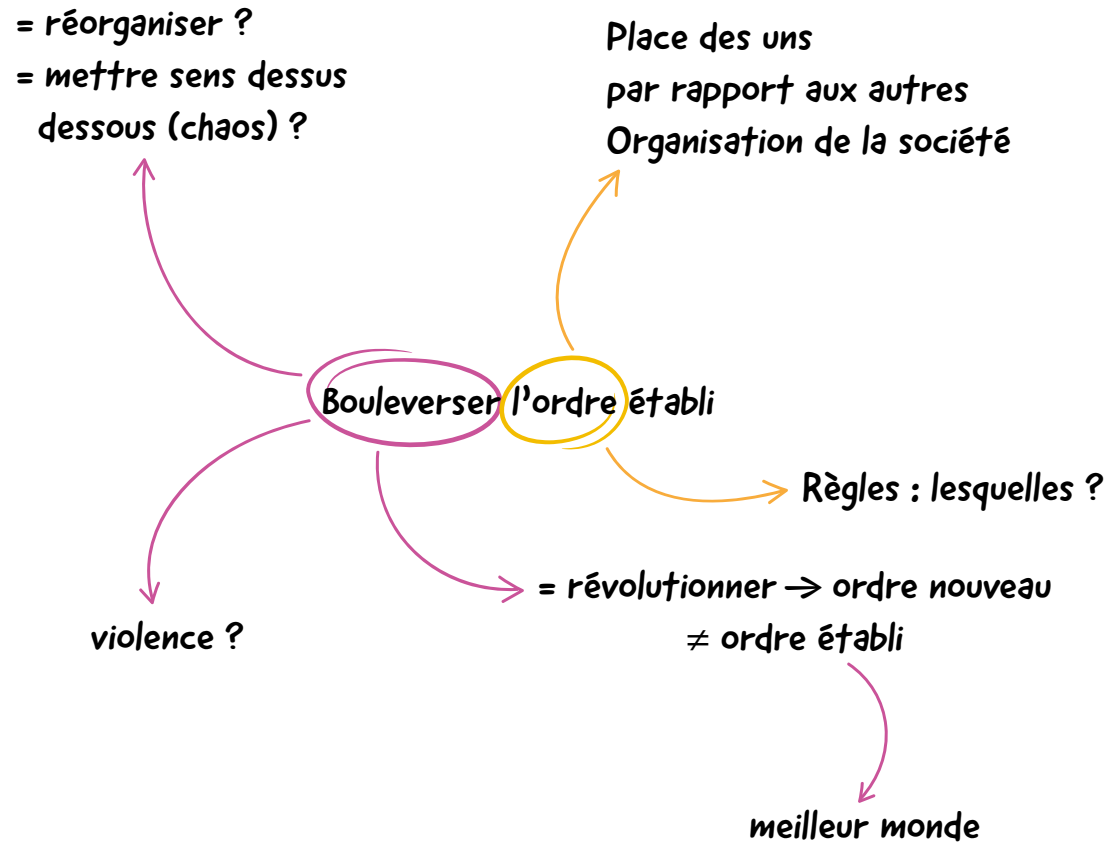 = réorganiser ?
= mettre sens dessus
dessous (chaos) ?
Place des uns
par rapport aux autres
Organisation de la société
Bouleverser l'ordre établi
Règles : lesquelles ?
= révolutionner → ordre nouveau
≠ ordre établi
violence ?
meilleur monde